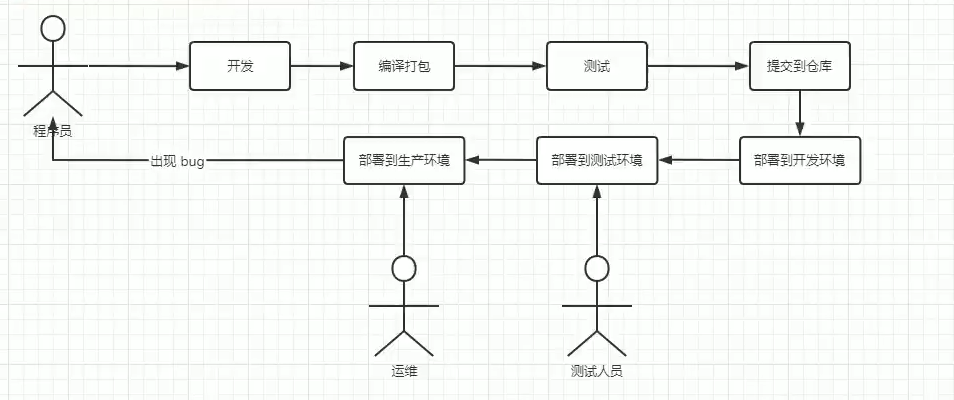 开发
编译打包
测试
提交到仓库
程序员
出现 bug
部署到生产环境
部署到测试环境
部署到开发环境
运维
测试人员